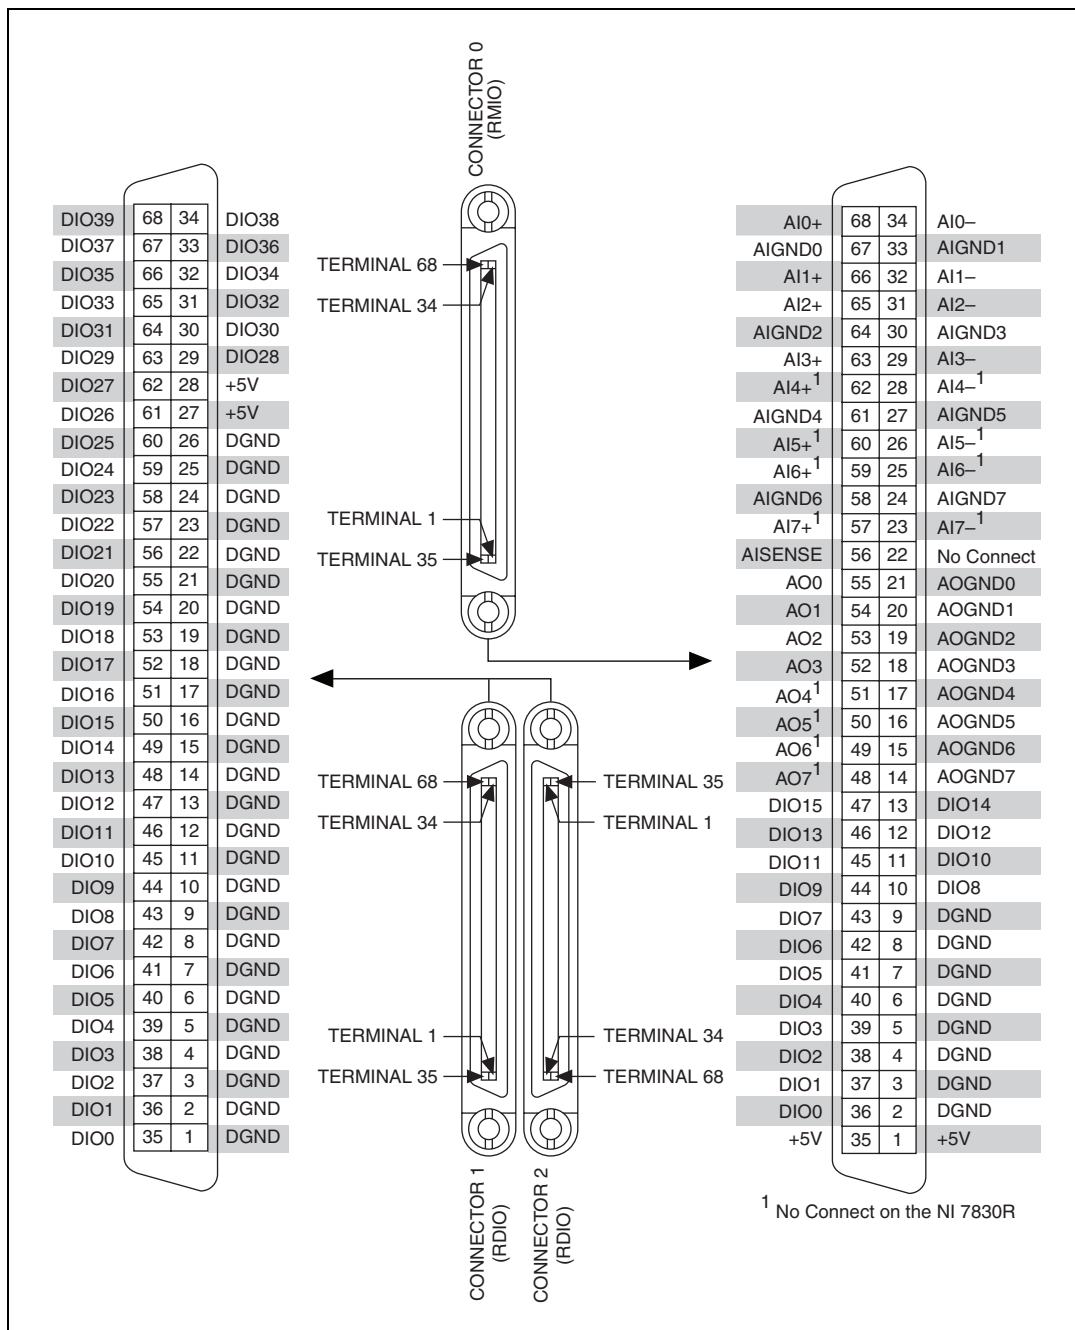 CONNECTOR 0
(RMIO)
DIO39 68 34 DIO38
DIO37 67 33 DIO36
DIO35 66 32 DIO34
DIO33 65 31 DIO32
DIO31 64 30 DIO30
DIO29 63 29 DIO28
DIO27 62 28 +5V
DIO26 61 27 +5V
DIO25 60 26 DGND
DIO24 59 25 DGND
DIO23 58 24 DGND
DIO22 57 23 DGND
DIO21 56 22 DGND
DIO20 55 21 DGND
DIO19 54 20 DGND
DIO18 53 19 DGND
DIO17 52 18 DGND
DIO16 51 17 DGND
DIO15 50 16 DGND
DIO14 49 15 DGND
DIO13 48 14 DGND
DIO12 47 13 DGND
DIO11 46 12 DGND
DIO10 45 11 DGND
DIO9 44 10 DGND
DIO8 43 9 DGND
DIO7 42 8 DGND
DIO6 41 7 DGND
DIO5 40 6 DGND
DIO4 39 5 DGND
DIO3 38 4 DGND
DIO2 37 3 DGND
DIO1 36 2 DGND
DIO0 35 1 DGND
TERMINAL 68
TERMINAL 34
TERMINAL 1
TERMINAL 35
TERMINAL 68
TERMINAL 34
TERMINAL 35
TERMINAL 1
TERMINAL 1
TERMINAL 35
TERMINAL 34
TERMINAL 68
CONNECTOR 1
(RDIO)
CONNECTOR 2
(RDIO)
AI0+ 68 34 AI0–
AIGND0 67 33 AIGND1
AI1+ 66 32 AI1–
AI2+ 65 31 AI2–
AIGND2 64 30 AIGND3
AI3+ 63 29 AI3–
AI4+1 62 28 AI4–1
AIGND4 61 27 AIGND5
AI5+1 60 26 AI5–1
AI6+1 59 25 AI6–1
AIGND6 58 24 AIGND7
AI7+1 57 23 AI7–1
AISENSE 56 22 No Connect
AO0 55 21 AOGND0
AO1 54 20 AOGND1
AO2 53 19 AOGND2
AO3 52 18 AOGND3
AO41 51 17 AOGND4
AO51 50 16 AOGND5
AO61 49 15 AOGND6
AO71 48 14 AOGND7
DIO15 47 13 DIO14
DIO13 46 12 DIO12
DIO11 45 11 DIO10
DIO9 44 10 DIO8
DIO7 43 9 DGND
DIO6 42 8 DGND
DIO5 41 7 DGND
DIO4 40 6 DGND
DIO3 39 5 DGND
DIO2 38 4 DGND
DIO1 37 3 DGND
DIO0 36 2 DGND
+5V 35 1 +5V
1 No Connect on the NI 7830R